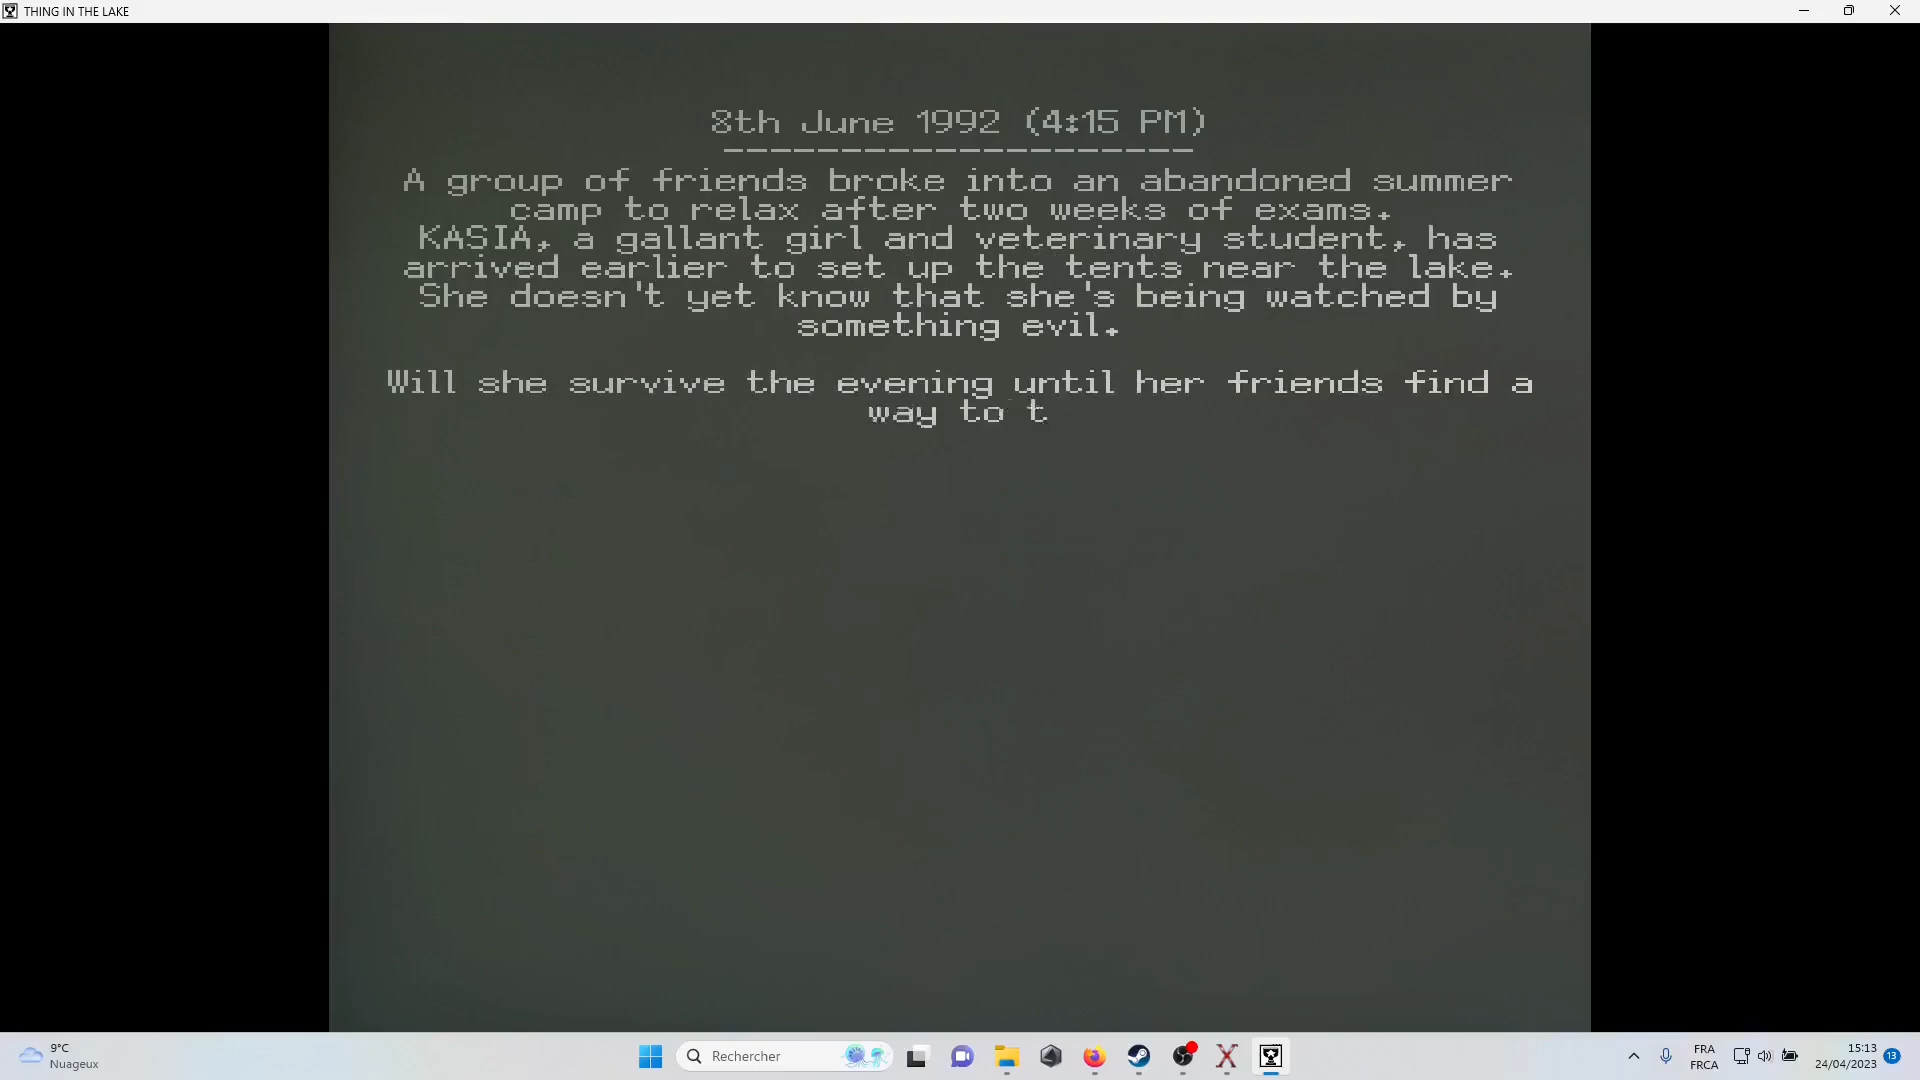 THING IN THE LAKE
8th June 1992 (4:15 PM)
--------------------
A group of friends broke into an abandoned summer
camp to relax after two weeks of exams.
KASIA, a gallant girl and veterinary student, has
arrived earlier to set up the tents near the lake.
She doesn't yet know that she's being watched by
something evil.
Will she survive the evening until her friends find a
way to t
9°C
Nuageux
Rechercher
FRA
FRCA
15:13
24/04/2023
13